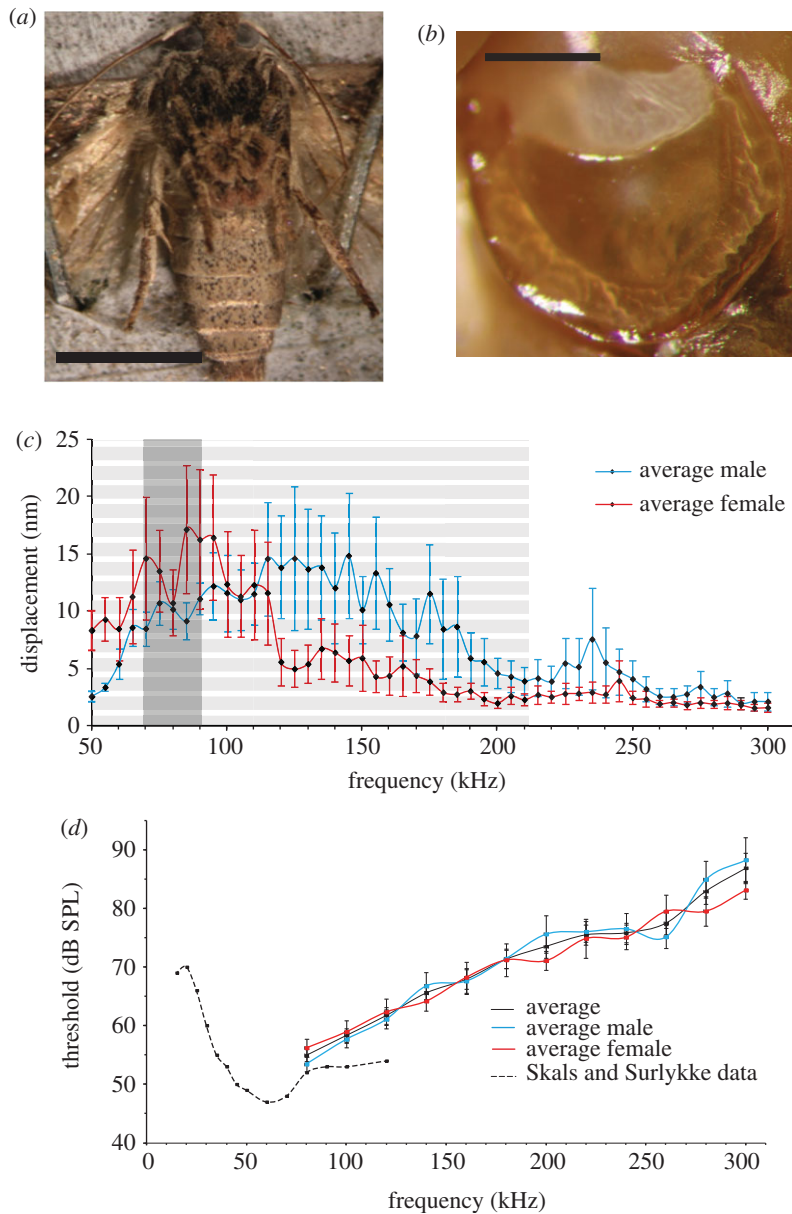 (a)
(b)
(c)
25
20
15
10
5
0
displacement (nm)
50
100
150
200
250
300
frequency (kHz)
average male
average female
(d)
90
80
70
60
50
40
threshold (dB SPL)
average
average male
average female
Skals and Surlykke data
0
50
100
150
200
250
300
frequency (kHz)